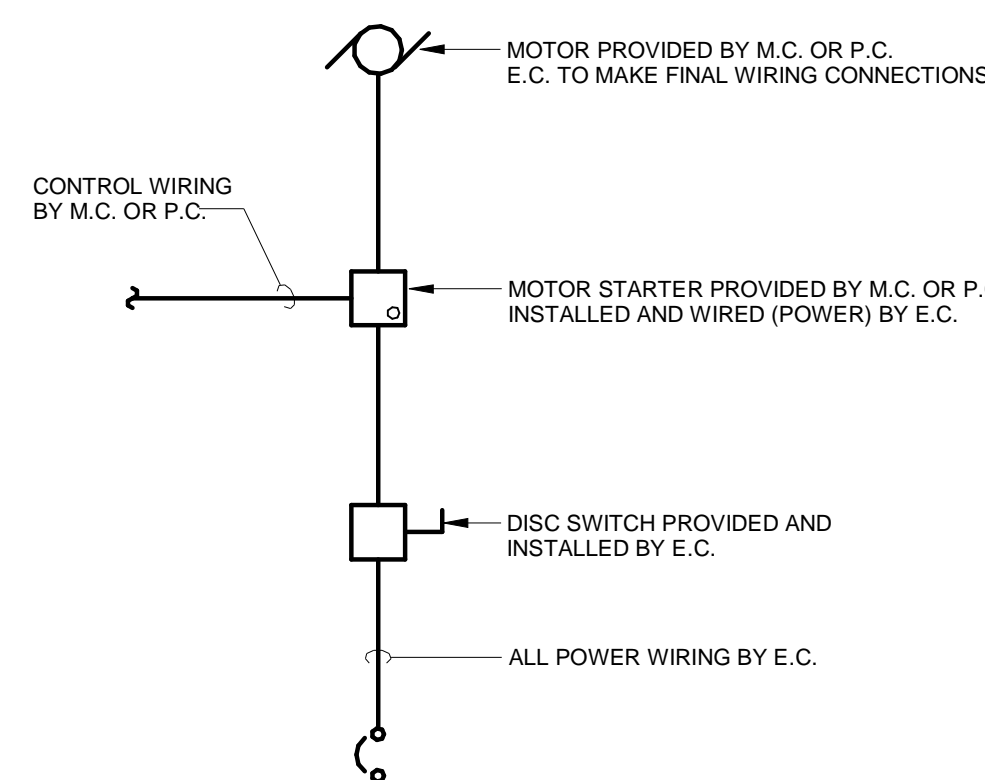 MOTOR PROVIDED BY M.C. OR P.C.
E.C. TO MAKE FINAL WIRING CONNECTIONS
CONTROL WIRING
BY M.C. OR P.C.
MOTOR STARTER PROVIDED BY M.C. OR P.C
INSTALLED AND WIRED (POWER) BY E.C.
DISC SWITCH PROVIDED AND
INSTALLED BY E.C.
ALL POWER WIRING BY E.C.